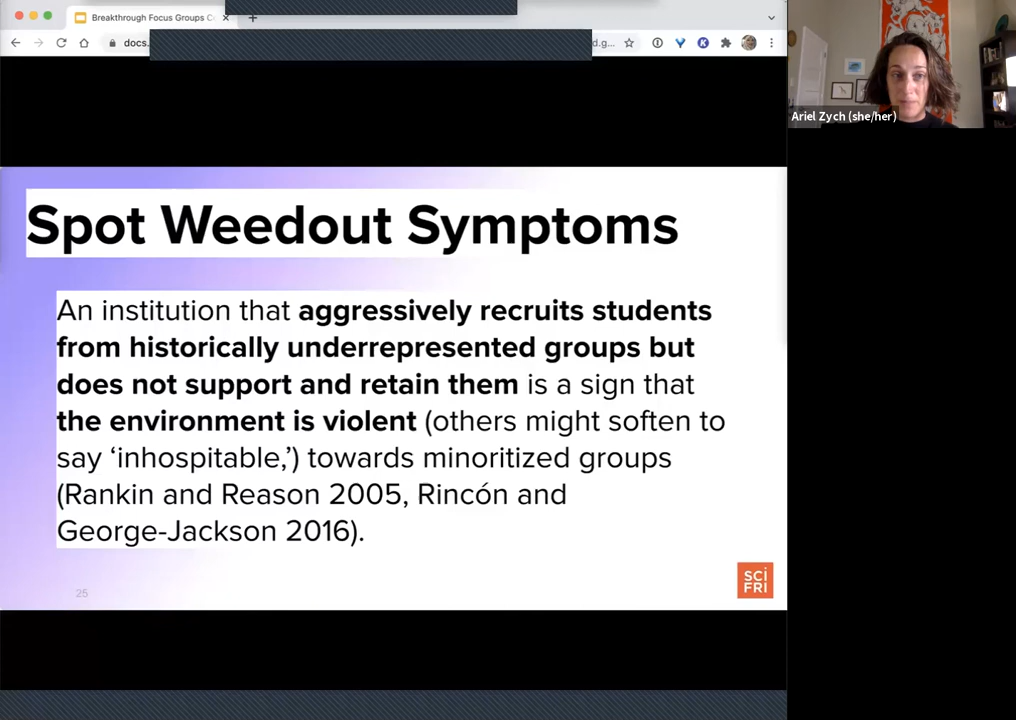 Breakthrough Focus Groups C
docs.
d.g...
Ariel Zych (she/her)
Spot Weedout Symptoms
An institution that aggressively recruits students
from historically underrepresented groups but
does not support and retain them is a sign that
the environment is violent (others might soften to
say ‘inhospitable,’) towards minoritized groups
(Rankin and Reason 2005, Rincón and
George-Jackson 2016).
25
SCI
FRI